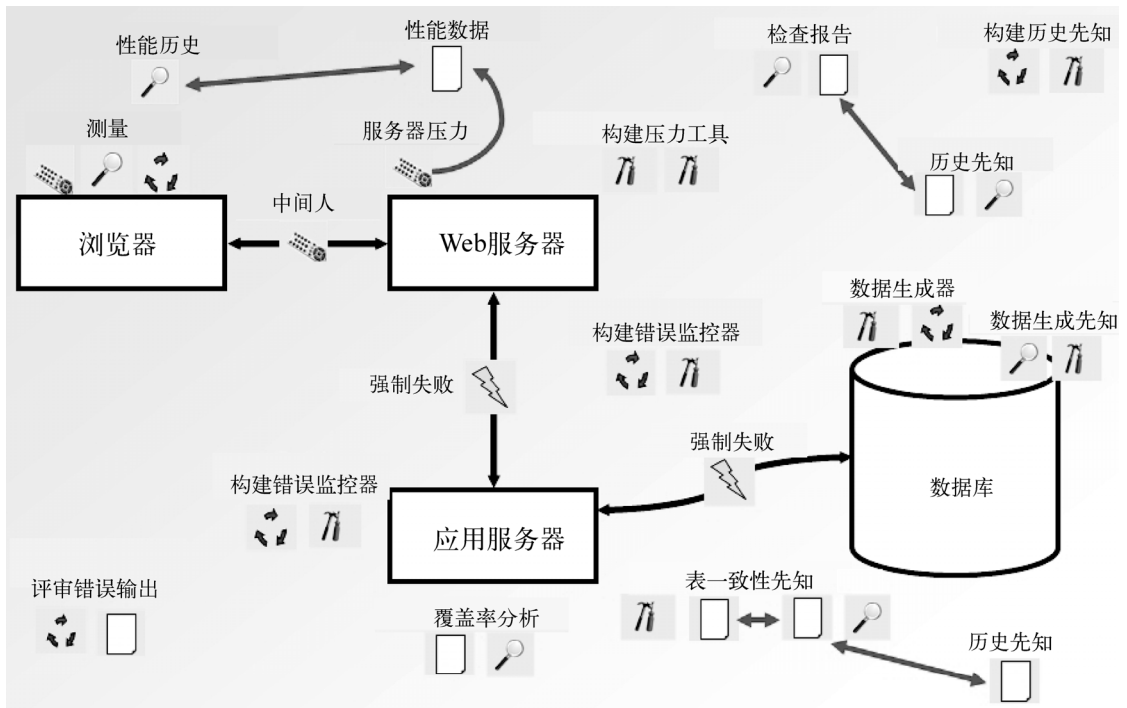 性能历史
性能数据
检查报告
构建历史先知
测量
服务器压力
构建压力工具
历史先知
中间人
浏览器
Web服务器
数据生成器
数据生成先知
构建错误监控器
强制失败
强制失败
构建错误监控器
数据库
应用服务器
评审错误输出
覆盖率分析
表一致性先知
历史先知